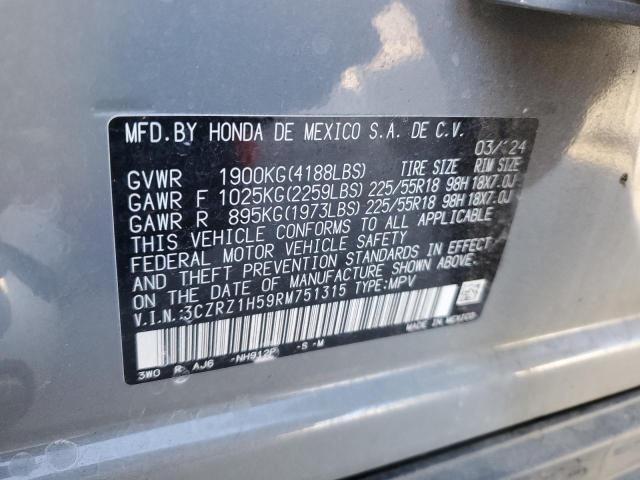 MFD.BY HONDA DE MEXICO S.A. DE C.V.
03/24
GVWR 1900KG(4188LBS) TIRE SIZE RIM SIZE
GAWR F 1025KG(2259LBS) 225/55R18 98H 18X7.0J
GAWR R 895KG(1973LBS) 225/55R18 98H 18X7.0J
THIS VEHICLE CONFORMS TO ALL APPLICABLE
FEDERAL MOTOR VEHICLE SAFETY
AND THEFT PREVENTION STANDARDS IN EFFECT
ON THE DATE OF MANUFACTURE SHOWN ABOVE.
V.I.N.:3CZRZ1H59RM751315 TYPE:MPV
3WO R AJ6 -NH912P -S -M
MADE IN MEXICO